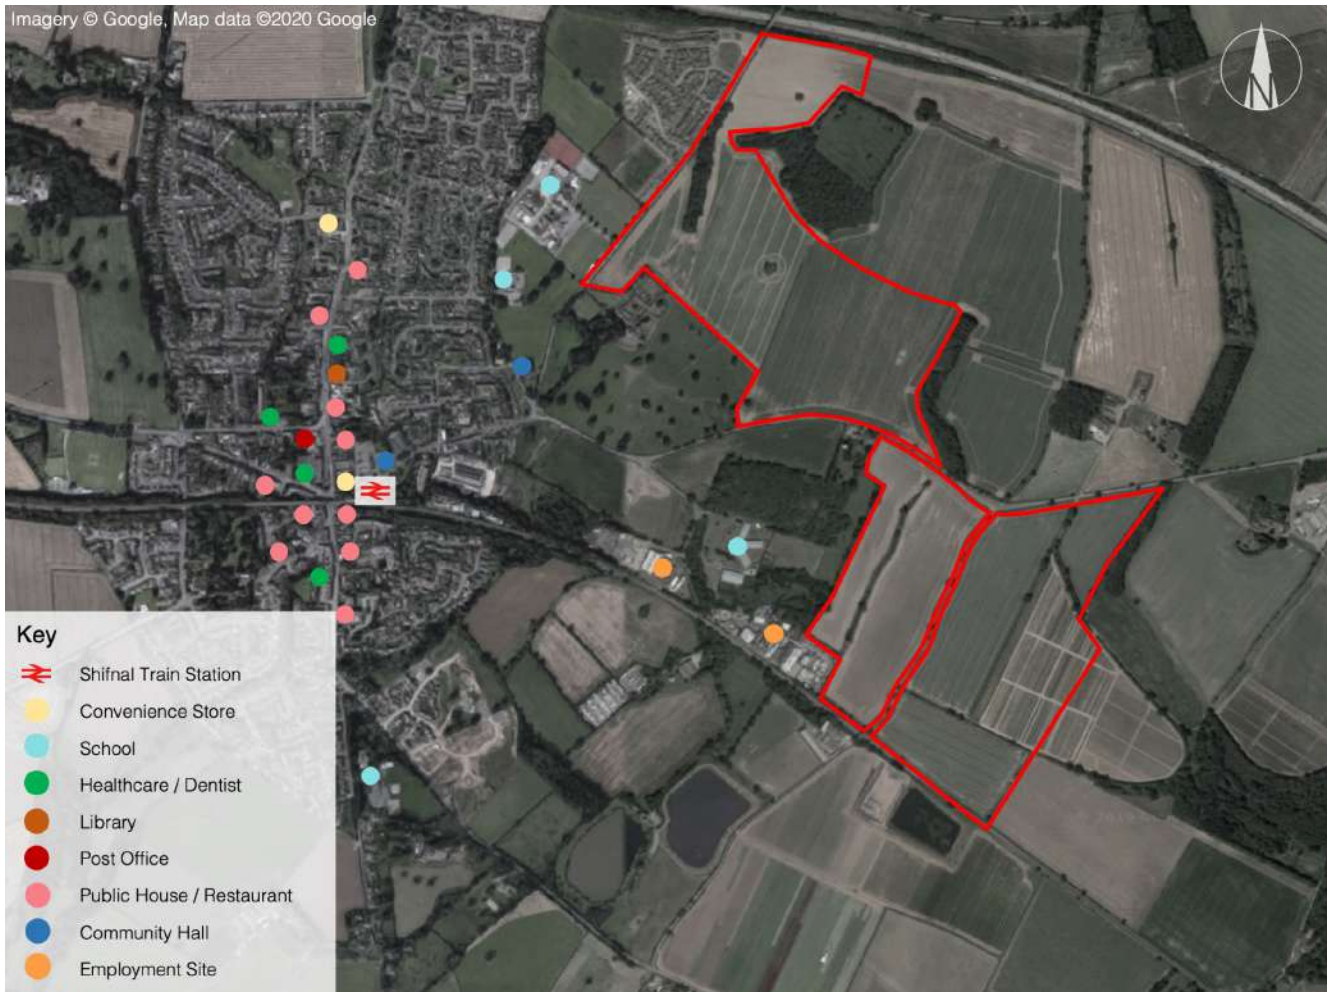 Imagery © Google, Map data ©2020 Google
N
Key
Shifnal Train Station
Convenience Store
School
Healthcare / Dentist
Library
Post Office
Public House / Restaurant
Community Hall
Employment Site